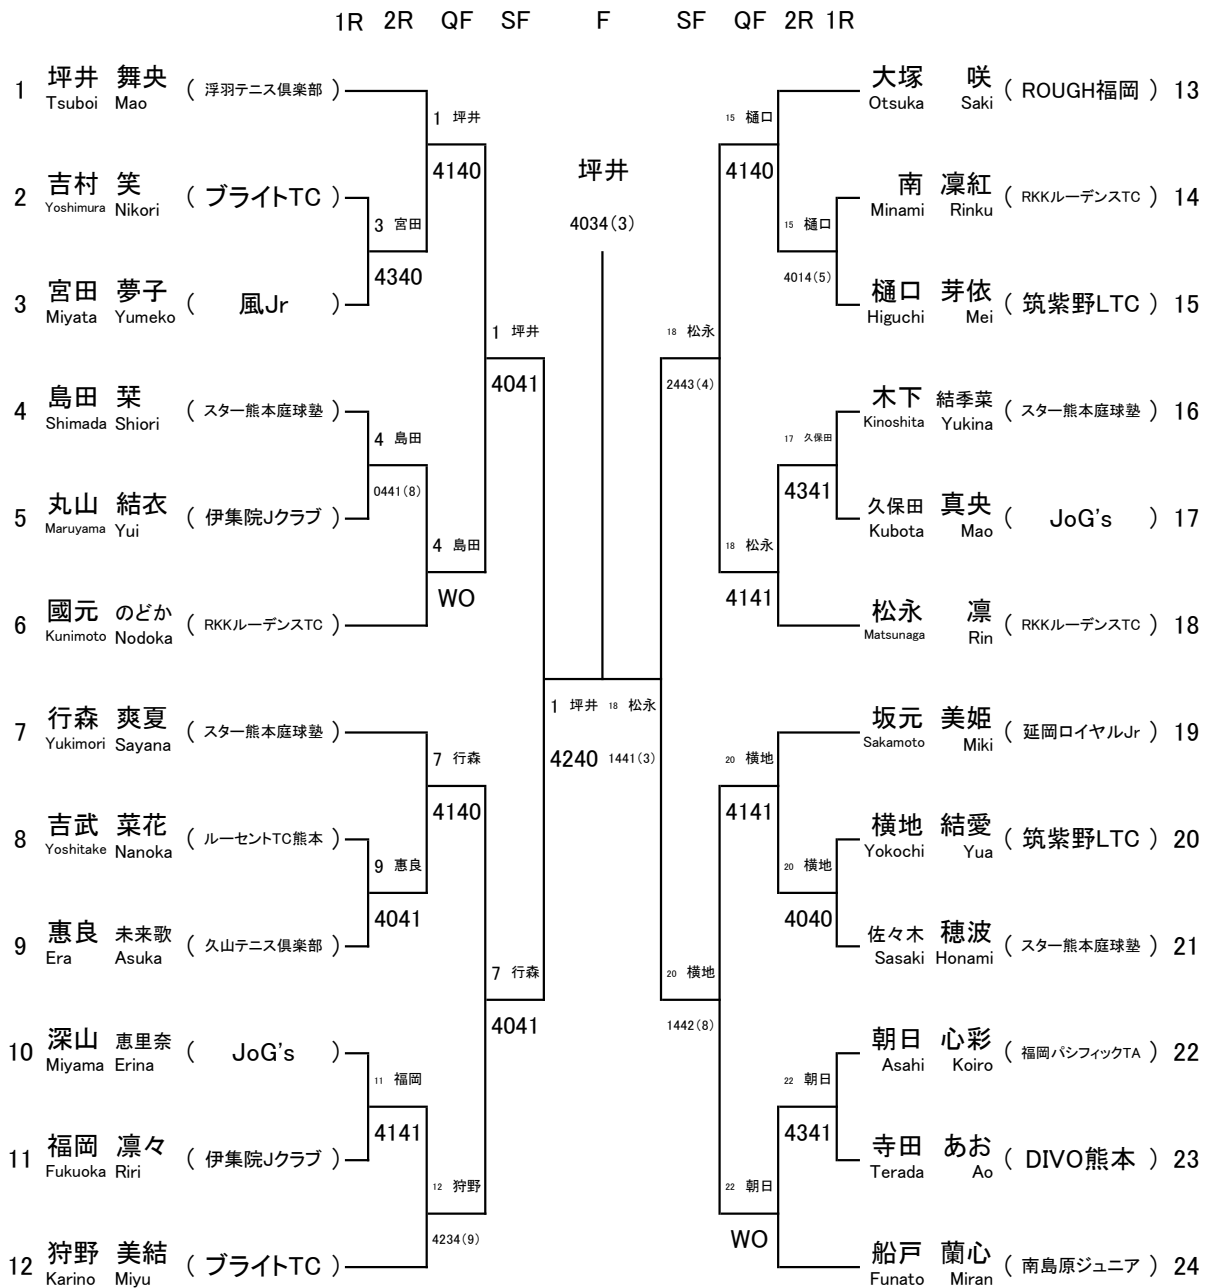 1R 2R QF SF F SF QF 2R 1R
1 坪井 舞央 ( 浮羽テニス倶楽部 )
Tsuboi Mao
1 坪井
4140
2 吉村 笑 ( ブライトTC )
Yoshimura Nikori
3 宮田
4340
3 宮田 夢子 ( 風Jr )
Miyata Yumeko
1 坪井
4041
4 島田 栞 ( スター熊本庭球塾 )
Shimada Shiori
4 島田
0441(8)
5 丸山 結衣 ( 伊集院Jクラブ )
Maruyama Yui
4 島田
WO
6 國元 のどか ( RKKルーデンスTC )
Kunimoto Nodoka
7 行森 爽夏 ( スター熊本庭球塾 )
Yukimori Sayana
7 行森
4140
8 吉武 菜花 ( ルーセントTC熊本 )
Yoshitake Nanoka
9 惠良
4041
9 惠良 未来歌 ( 久山テニス倶楽部 )
Era Asuka
7 行森
4041
10 深山 恵里奈 ( JoG's )
Miyama Erina
11 福岡
4141
11 福岡 凛々 ( 伊集院Jクラブ )
Fukuoka Riri
12 狩野
4234(9)
12 狩野 美結 ( ブライトTC )
Karino Miyu
坪井
4034(3)
1 坪井 18 松永
4240 1441(3)
大塚 咲 ( ROUGH福岡 ) 13
Otsuka Saki
15 樋口
4140
南 凜紅 ( RKKルーデンスTC ) 14
Minami Rinku
15 樋口
4014(5)
樋口 芽依 ( 筑紫野LTC ) 15
Higuchi Mei
18 松永
2443(4)
木下 結季菜 ( スター熊本庭球塾 ) 16
Kinoshita Yukina
17 久保田
4341
久保田 真央 ( JoG's ) 17
Kubota Mao
18 松永
4141
松永 凛 ( RKKルーデンスTC ) 18
Matsunaga Rin
坂元 美姫 ( 延岡ロイヤルJr ) 19
Sakamoto Miki
20 横地
4141
横地 結愛 ( 筑紫野LTC ) 20
Yokochi Yua
20 横地
4040
佐々木 穂波 ( スター熊本庭球塾 ) 21
Sasaki Honami
20 横地
1442(8)
朝日 心彩 ( 福岡パシフィックTA ) 22
Asahi Koiro
22 朝日
4341
寺田 あお ( DIVO熊本 ) 23
Terada Ao
22 朝日
WO
船戸 蘭心 ( 南島原ジュニア ) 24
Funato Miran